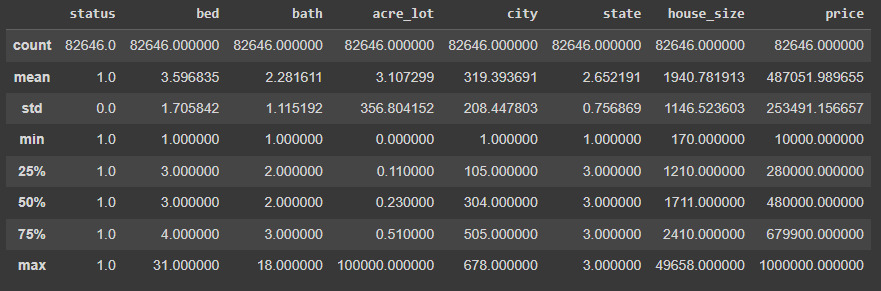 status bed bath acre_lot city state house_size price
count 82646.0 82646.000000 82646.000000 82646.000000 82646.000000 82646.000000 82646.000000 82646.000000
mean 1.0 3.596835 2.281611 3.107299 319.393691 2.652191 1940.781913 487051.989655
std 0.0 1.705842 1.115192 356.804152 208.447803 0.756869 1146.523603 253491.156657
min 1.0 1.000000 1.000000 0.000000 1.000000 1.000000 170.000000 10000.000000
25% 1.0 3.000000 2.000000 0.110000 105.000000 3.000000 1210.000000 280000.000000
50% 1.0 3.000000 2.000000 0.230000 304.000000 3.000000 1711.000000 480000.000000
75% 1.0 4.000000 3.000000 0.510000 505.000000 3.000000 2410.000000 679900.000000
max 1.0 31.000000 18.000000 100000.000000 678.000000 3.000000 49658.000000 1000000.000000